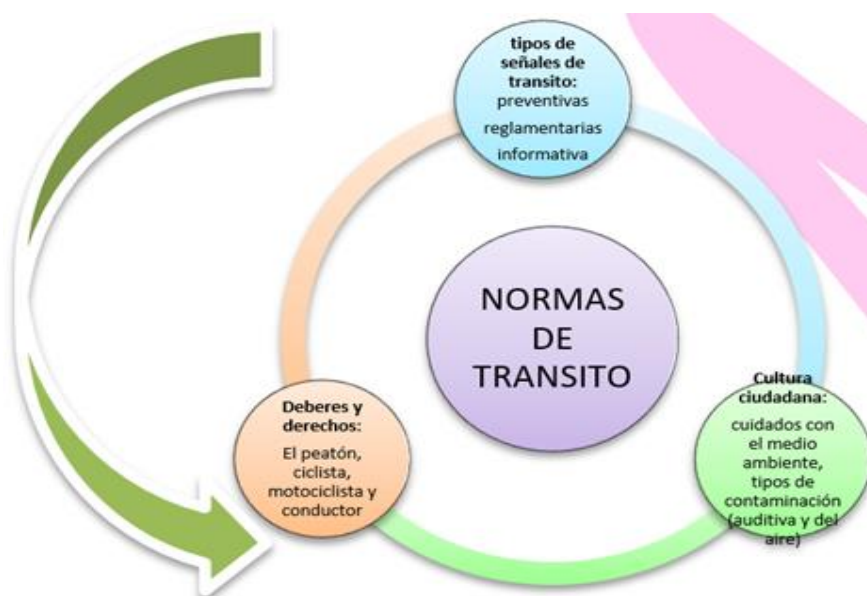 tipos de
señales de
transito:
preventivas
reglamentarias
informativa
NORMAS
DE
TRANSITO
Cultura
ciudadana:
cuidados con
el medio
ambiente,
tipos de
contaminación
(auditiva y del
aire)
Deberes y
derechos:
El peatón,
ciclista,
motociclista y
conductor